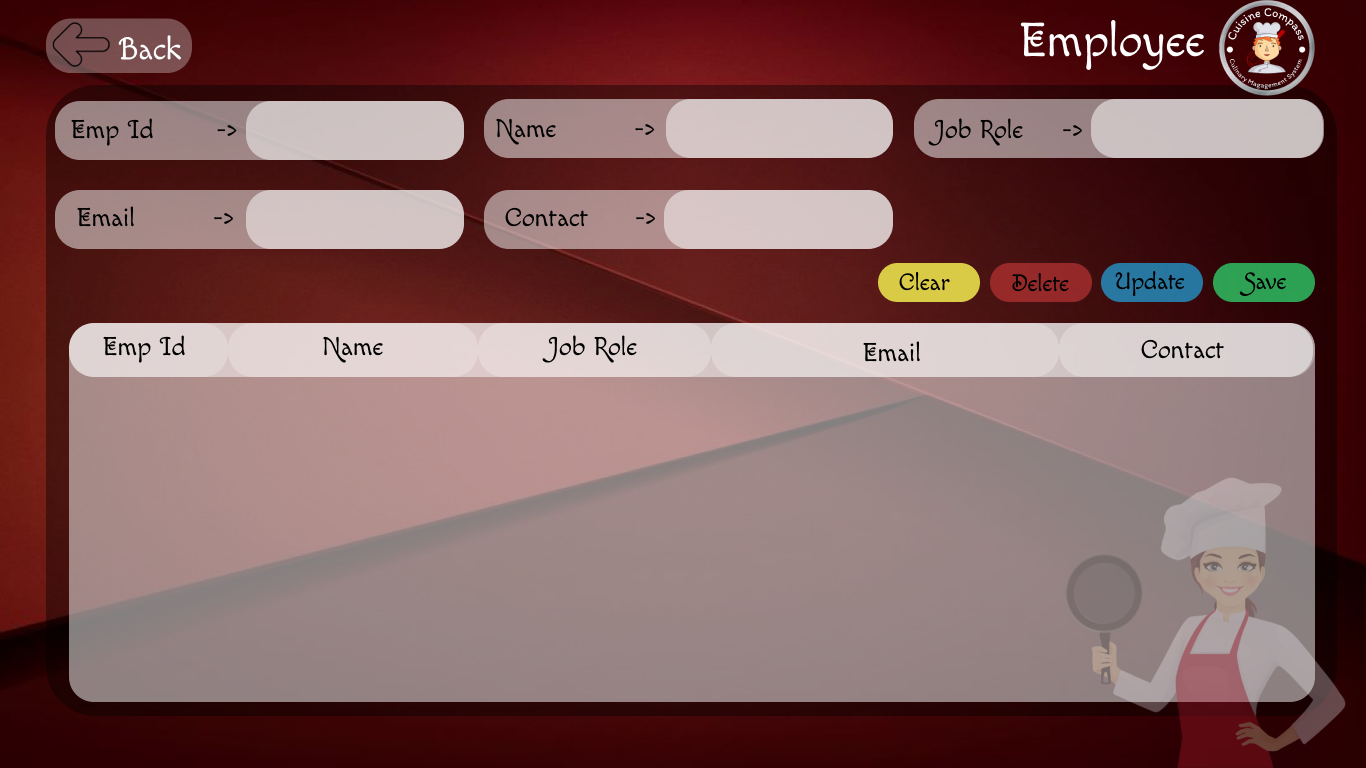 Back
Employee
Cuisine Compass
Culinary Magagement System
Emp Id ->
Name ->
Job Role ->
Email ->
Contact ->
Clear
Delete
Update
Save
Emp Id
Name
Job Role
Email
Contact